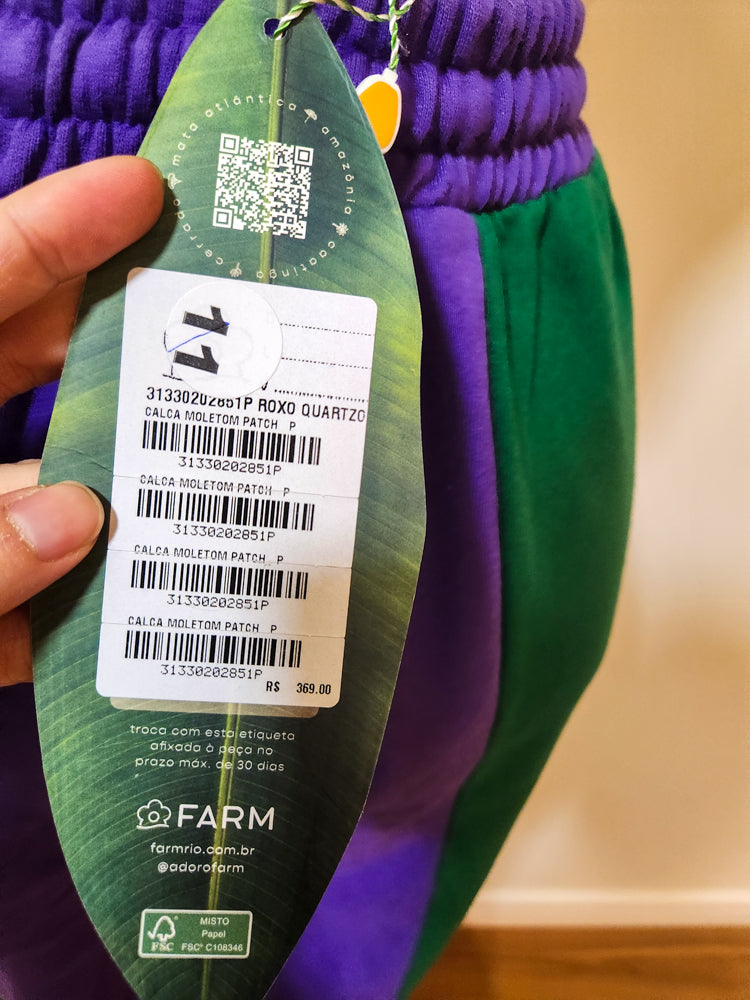 mata atlântica
amazônia
caatinga
cerrado
11
31330202851P ROXO QUARTZO
CALCA MOLETOM PATCH P
31330202851P
CALCA MOLETOM PATCH P
31330202851P
CALCA MOLETOM PATCH P
31330202851P
CALCA MOLETOM PATCH P
31330202851P
R$ 369.00
troca com esta etiqueta
afixada à peça no
prazo máx. de 30 dias
FARM
farmrio.com.br
@adorofarm
FSC
MISTO
Papel
FSC® C108346